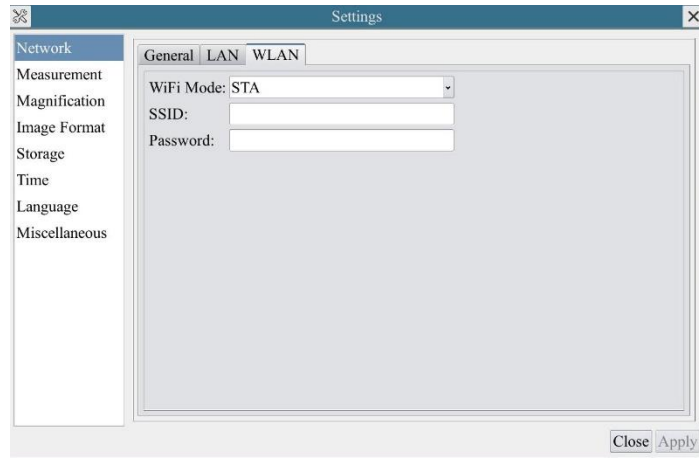 Settings
Network
Measurement
Magnification
Image Format
Storage
Time
Language
Miscellaneous
General LAN WLAN
WiFi Mode: STA
SSID:
Password:
Close Apply